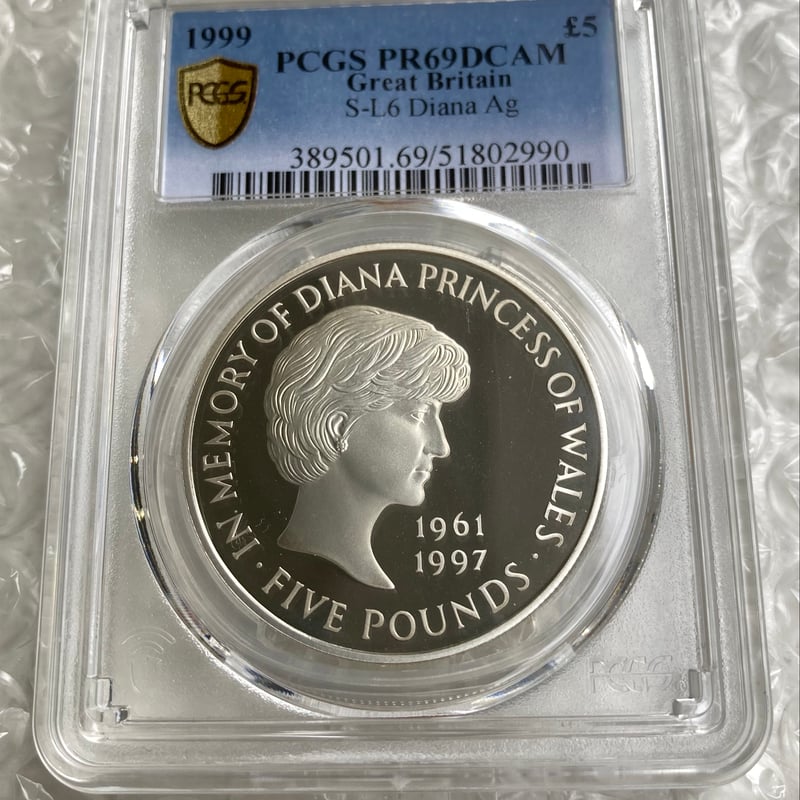 1999
£5
PCGS PR69DCAM
Great Britain
S-L6 Diana Ag
PCGS
389501.69/51802990
IN MEMORY OF DIANA PRINCESS OF WALES
1961
1997
· FIVE POUNDS ·
PCGS